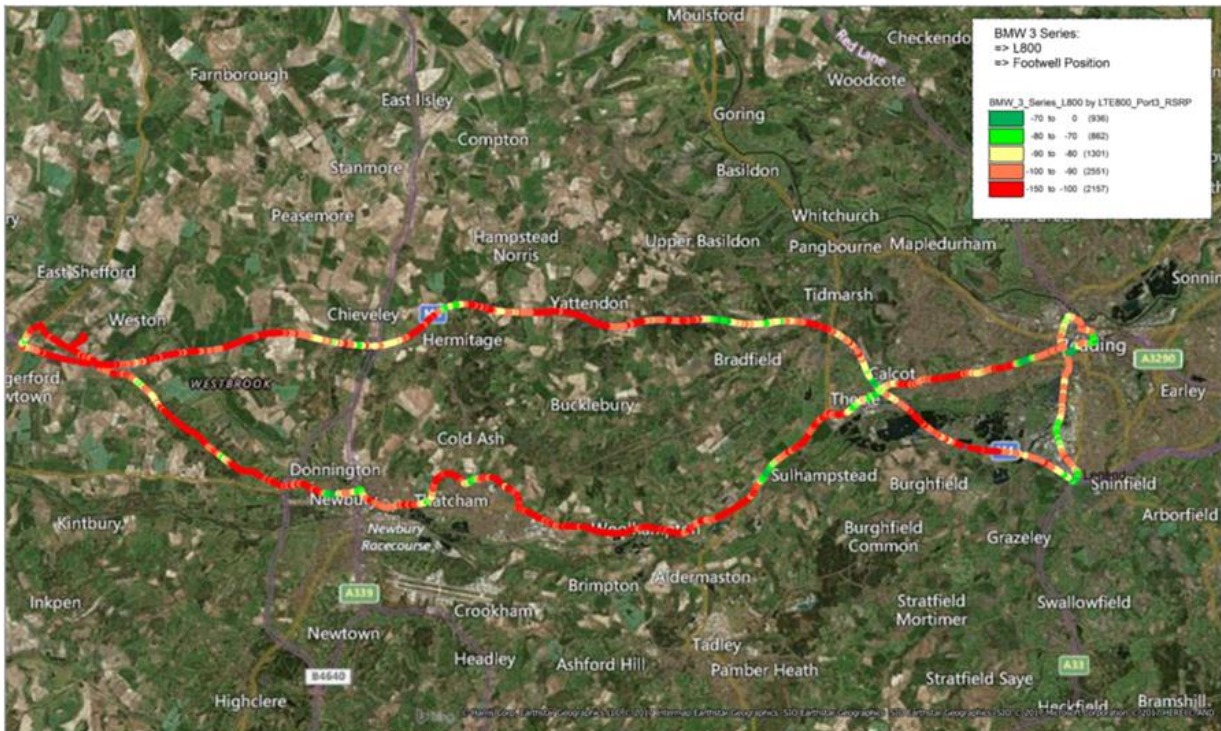 Moulsford
Checkendo
Red Lane
Woodcote
Farnborough
East Ilsley
Goring
Compton
Stanmore
Basildon
Peasemore
Whitchurch
Hampstead
Norris
Upper Basildon
Pangbourne
Mapledurham
East Shefford
Sonnin
Tidmarsh
Weston
Chieveley
Yattendon
Hermitage
Bradfield
A3290
gerford
wtown
WESTBROOK
Calcot
Earley
Bucklebury
Cold Ash
Donnington
Sulhampstead
Burghfield
Shinfield
Newbury
Thatcham
Kintbury
Newbury
Racecourse
Woolhampton
Burghfield
Common
Arborfield
Grazeley
Brimpton
Aldermaston
A339
Inkpen
Crookham
Stratfield
Mortimer
Swallowfield
Newtown
Headley
Ashford Hill
Tadley
Pamber Heath
A33
B4640
Stratfield Saye
Highclere
Heckfield
Bramshill
BMW 3 Series:
=> L800
=> Footwell Position
BMW_3_Series_L800 by LTE800_Port3_RSRP
-70 to 0 (936)
-80 to -70 (862)
-90 to -80 (1301)
-100 to -90 (2551)
-150 to -100 (2157)